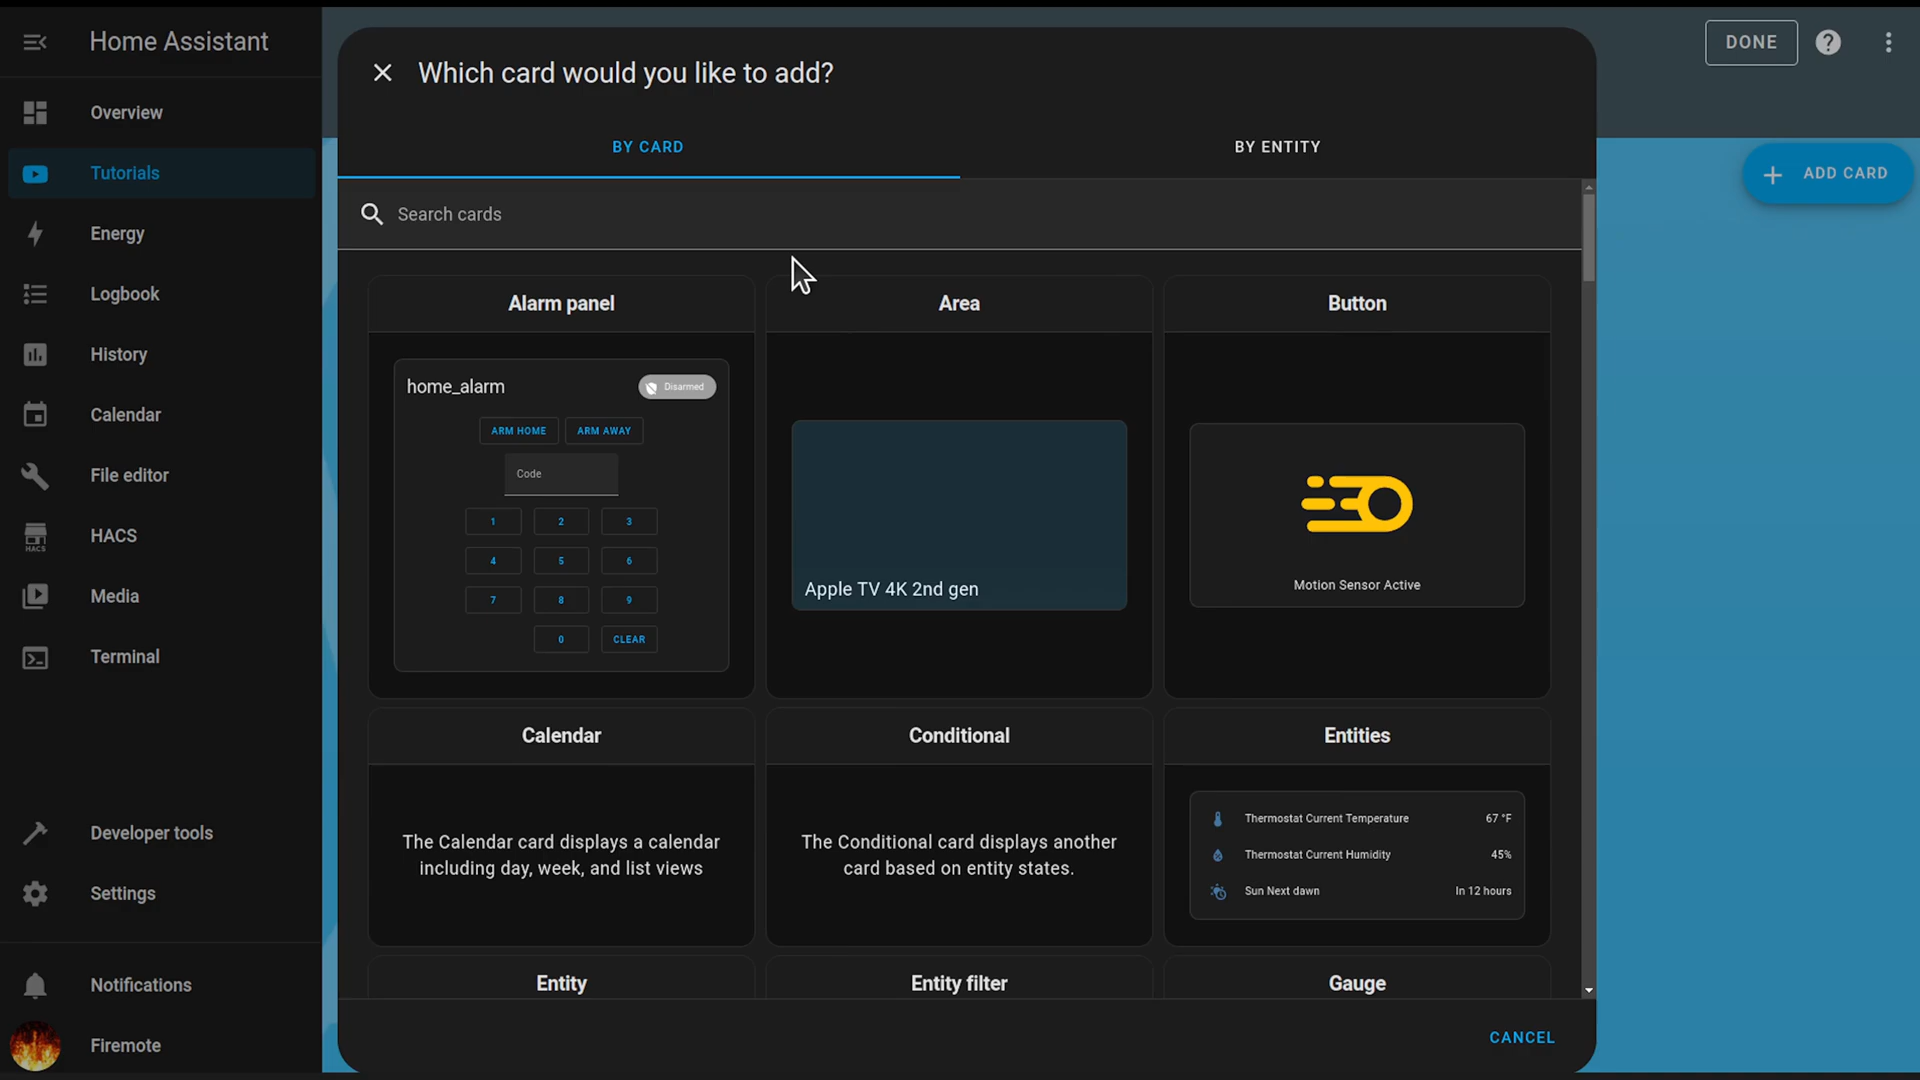 Home Assistant
Overview
Tutorials
Energy
Logbook
History
Calendar
File editor
HACS
HACS
Media
Terminal
Developer tools
Settings
Notifications
Firemote
Which card would you like to add?
BY CARD
BY ENTITY
Search cards
Alarm panel
home_alarm
Disarmed
ARM HOME
ARM AWAY
Code
1
2
3
4
5
6
7
8
9
0
CLEAR
Area
Apple TV 4K 2nd gen
Button
Motion Sensor Active
Calendar
The Calendar card displays a calendar
including day, week, and list views
Conditional
The Conditional card displays another
card based on entity states.
Entities
Thermostat Current Temperature
67 °F
Thermostat Current Humidity
45%
Sun Next dawn
In 12 hours
Entity
Entity filter
Gauge
CANCEL
DONE
ADD CARD